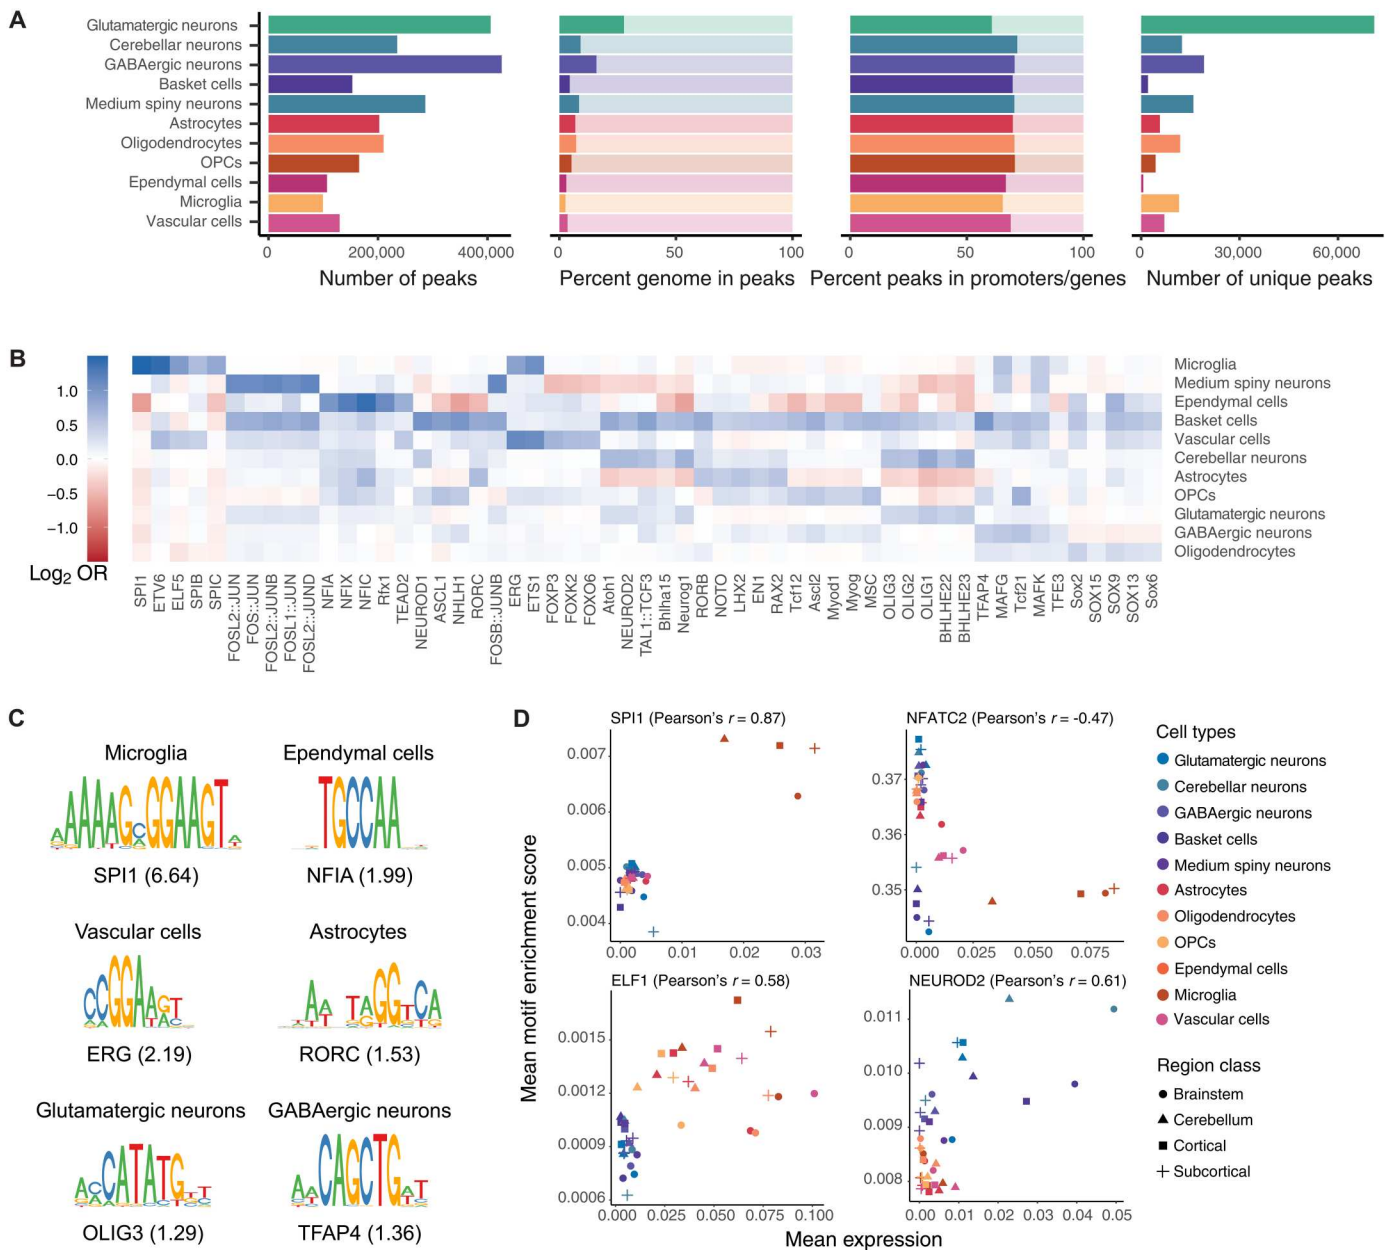 A
Glutamatergic neurons
Cerebellar neurons
GABAergic neurons
Basket cells
Medium spiny neurons
Astrocytes
Oligodendrocytes
OPCs
Ependymal cells
Microglia
Vascular cells
0 200,000 400,000
0 50 100
0 50 100
0 30,000 60,000
Number of peaks
Percent genome in peaks
Percent peaks in promoters/genes
Number of unique peaks
B
1.0
0.5
0.0
−0.5
−1.0
Log2 OR
Microglia
Medium spiny neurons
Ependymal cells
Basket cells
Vascular cells
Cerebellar neurons
Astrocytes
OPCs
Glutamatergic neurons
GABAergic neurons
Oligodendrocytes
SPI1
ETV6
ELF5
SPIB
SPIC
FOSL2::JUN
FOS::JUN
FOSL2::JUNB
FOSL1::JUN
FOSL2::JUND
NFIA
NFIX
NFIC
Rfx1
TEAD2
NEUROD1
ASCL1
NHLH1
RORC
FOSB::JUNB
ERG
ETS1
FOXP3
FOXK2
FOXO6
Atoh1
NEUROD2
TAL1::TCF3
Bhlha15
Neurog1
RORB
NOTO
LHX2
EN1
RAX2
Tcf12
Ascl2
Myod1
Myog
MSC
OLIG3
OLIG2
OLIG1
BHLHE22
BHLHE23
TFAP4
MAFG
Tcf21
MAFK
TFE3
Sox2
SOX15
SOX9
SOX13
Sox6
C
Microglia
SPI1 (6.64)
Ependymal cells
TGCCAA
NFIA (1.99)
Vascular cells
ERG (2.19)
Astrocytes
RORC (1.53)
Glutamatergic neurons
OLIG3 (1.29)
GABAergic neurons
TFAP4 (1.36)
D
Mean motif enrichment score
SPI1 (Pearson's r = 0.87)
0.007
0.006
0.005
0.004
0.00 0.01 0.02 0.03
NFATC2 (Pearson's r = -0.47)
0.37
0.36
0.35
0.000 0.025 0.050 0.075
ELF1 (Pearson's r = 0.58)
0.0015
0.0012
0.0009
0.0006
0.000 0.025 0.050 0.075 0.100
NEUROD2 (Pearson's r = 0.61)
0.011
0.010
0.009
0.008
0.00 0.01 0.02 0.03 0.04 0.05
Mean expression
Cell types
Glutamatergic neurons
Cerebellar neurons
GABAergic neurons
Basket cells
Medium spiny neurons
Astrocytes
Oligodendrocytes
OPCs
Ependymal cells
Microglia
Vascular cells
Region class
Brainstem
Cerebellum
Cortical
Subcortical